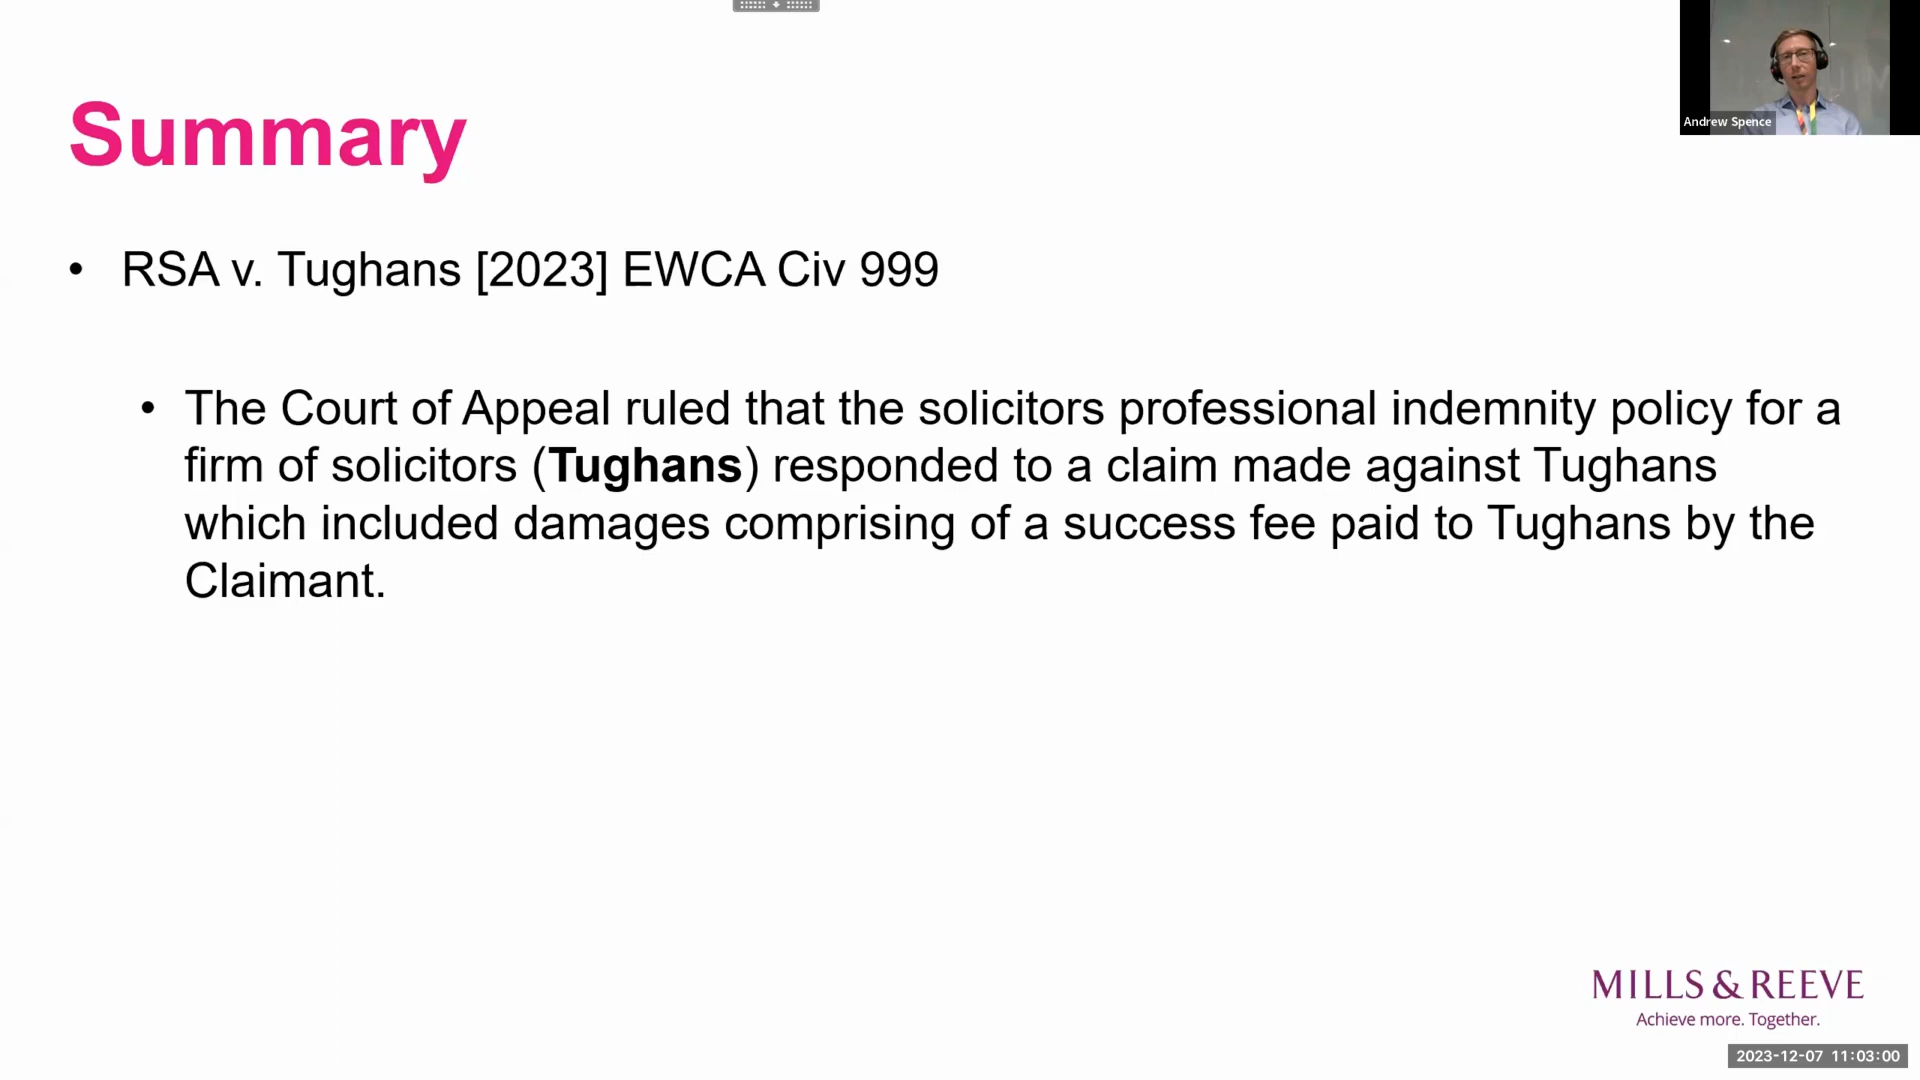 Summary
Andrew Spence
• RSA v. Tughans [2023] EWCA Civ 999
• The Court of Appeal ruled that the solicitors professional indemnity policy for a
firm of solicitors (Tughans) responded to a claim made against Tughans
which included damages comprising of a success fee paid to Tughans by the
Claimant.
MILLS & REEVE
Achieve more. Together.
2023-12-07 11:03:00